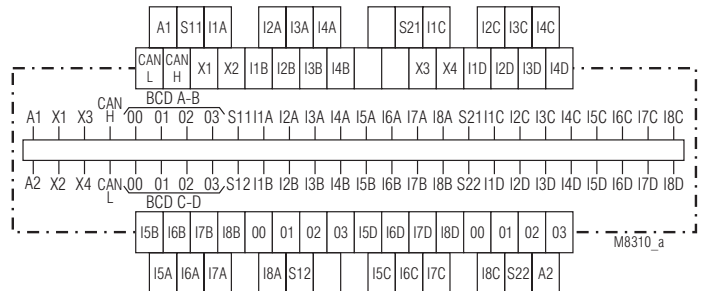 A1 S11 I1A I2A I3A I4A S21 I1C I2C I3C I4C
CAN L CAN H X1 X2 I1B I2B I3B I4B X3 X4 I1D I2D I3D I4D
BCD A-B
A1 X1 X3 CAN H 00 01 02 03 S11 I1A I2A I3A I4A I5A I6A I7A I8A S21 I1C I2C I3C I4C I5C I6C I7C I8C
A2 X2 X4 CAN L 00 01 02 03 S12 I1B I2B I3B I4B I5B I6B I7B I8B S22 I1D I2D I3D I4D I5D I6D I7D I8D
BCD C-D
I5B I6B I7B I8B 00 01 02 03 I5D I6D I7D I8D 00 01 02 03
M8310_a
I5A I6A I7A I8A S12 I5C I6C I7C I8C S22 A2